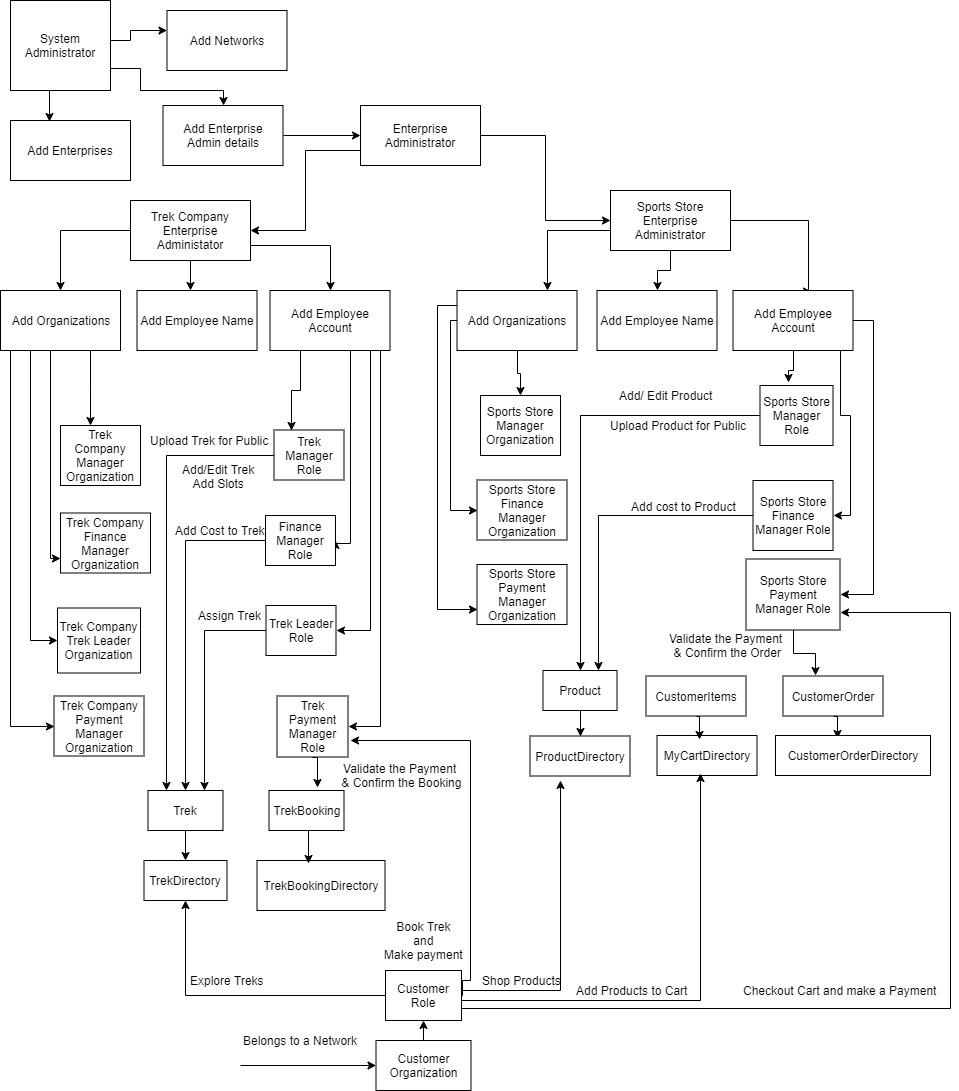 System
Administrator
Add Networks
Add Enterprises
Add Enterprise
Admin details
Enterprise
Administrator
Trek Company
Enterprise
Administator
Sports Store
Enterprise
Administrator
Add Organizations
Add Employee Name
Add Employee
Account
Add Organizations
Add Employee Name
Add Employee
Account
Trek
Company
Manager
Organization
Trek Company
Finance
Manager
Organization
Trek Company
Trek Leader
Organization
Trek Company
Payment
Manager
Organization
Upload Trek for Public
Add/Edit Trek
Add Slots
Trek
Manager
Role
Add Cost to Trek
Finance
Manager
Role
Assign Trek
Trek Leader
Role
Trek
Payment
Manager
Role
Validate the Payment
& Confirm the Booking
Trek
TrekBooking
TrekDirectory
TrekBookingDirectory
Sports Store
Manager
Organization
Sports Store
Finance
Manager
Organization
Sports Store
Payment
Manager
Organization
Add/ Edit Product
Upload Product for Public
Sports Store
Manager
Role
Add cost to Product
Sports Store
Finance
Manager Role
Sports Store
Payment
Manager Role
Validate the Payment
& Confirm the Order
Product
CustomerItems
CustomerOrder
ProductDirectory
MyCartDirectory
CustomerOrderDirectory
Book Trek
and
Make payment
Explore Treks
Customer
Role
Shop Products
Add Products to Cart
Checkout Cart and make a Payment
Belongs to a Network
Customer
Organization